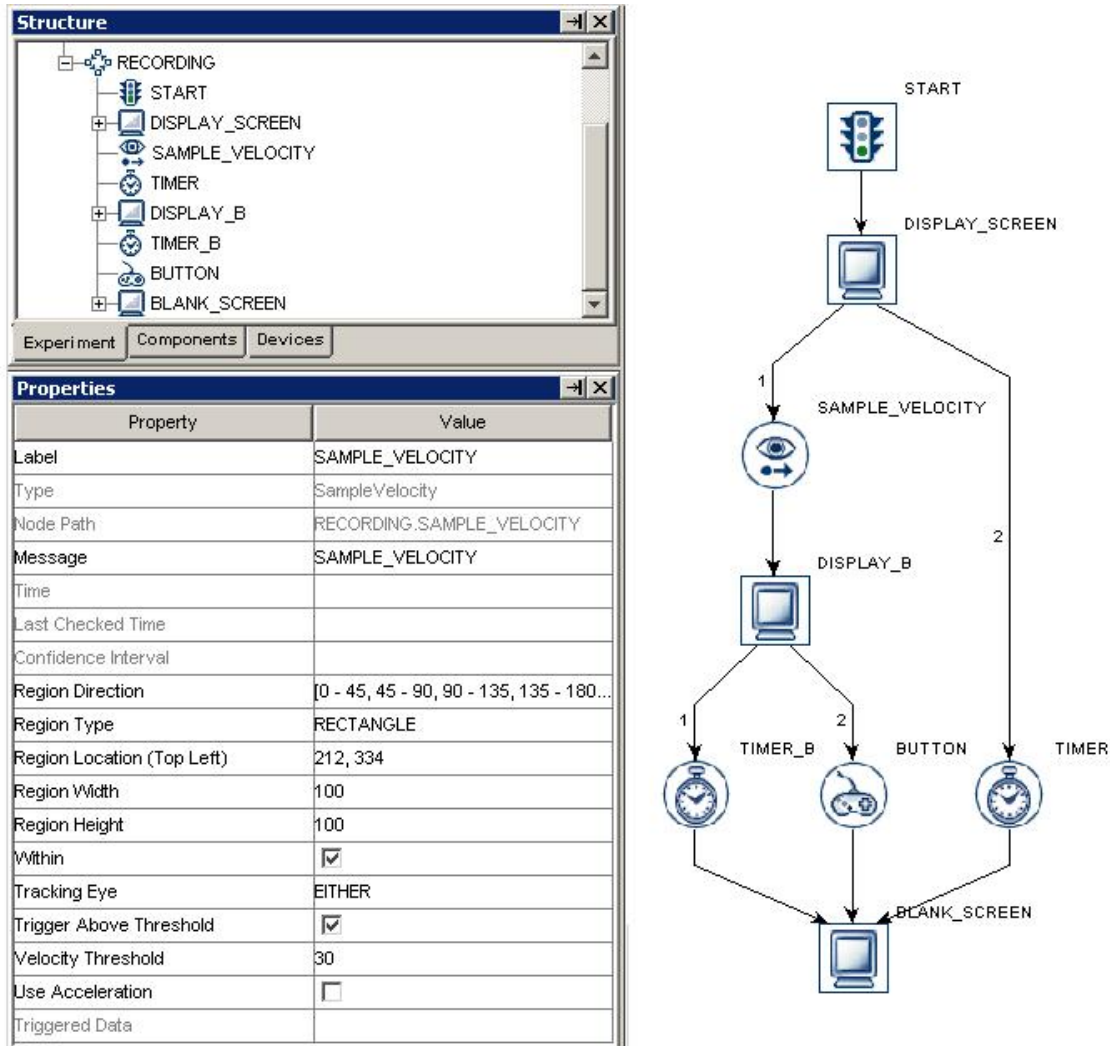 Structure
RECORDING
START
DISPLAY_SCREEN
SAMPLE_VELOCITY
TIMER
DISPLAY_B
TIMER_B
BUTTON
BLANK_SCREEN
Experiment Components Devices
Properties
Property Value
Label SAMPLE_VELOCITY
Type SampleVelocity
Node Path RECORDING.SAMPLE_VELOCITY
Message SAMPLE_VELOCITY
Time
Last Checked Time
Confidence Interval
Region Direction [0 - 45, 45 - 90, 90 - 135, 135 - 180...
Region Type RECTANGLE
Region Location (Top Left) 212, 334
Region Width 100
Region Height 100
Within
Tracking Eye EITHER
Trigger Above Threshold
Velocity Threshold 30
Use Acceleration
Triggered Data
START
DISPLAY_SCREEN
1
SAMPLE_VELOCITY
2
DISPLAY_B
1 2
TIMER_B BUTTON TIMER
BLANK_SCREEN